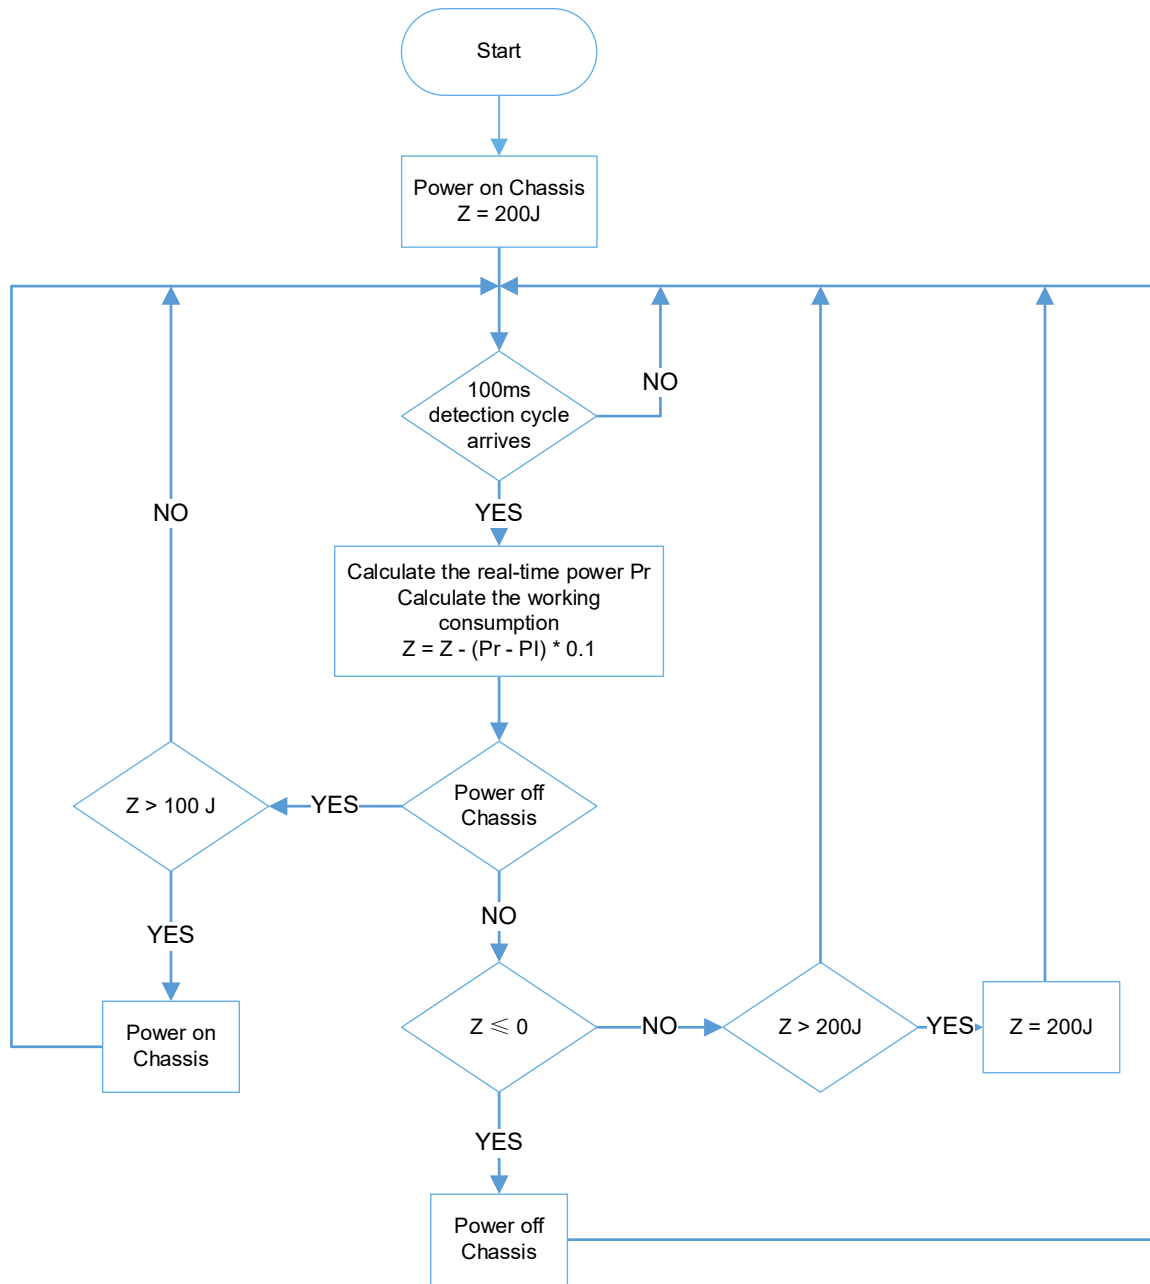 Start
Power on Chassis
Z = 200J
100ms
detection cycle
arrives
NO
YES
NO
Calculate the real-time power Pr
Calculate the working
consumption
Z = Z - (Pr - Pl) * 0.1
Z > 100 J
YES
Power off
Chassis
YES
NO
Power on
Chassis
Z ≤ 0
NO
Z > 200J
YES
Z = 200J
YES
Power off
Chassis